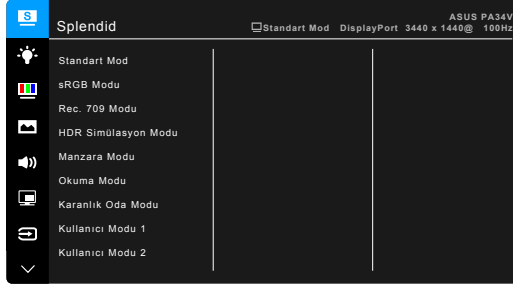 S
Splendid
ASUS PA34V
Standart Mod DisplayPort 3440 x 1440@ 100Hz
Standart Mod
sRGB Modu
Rec. 709 Modu
HDR Simülasyon Modu
Manzara Modu
Okuma Modu
Karanlık Oda Modu
Kullanıcı Modu 1
Kullanıcı Modu 2